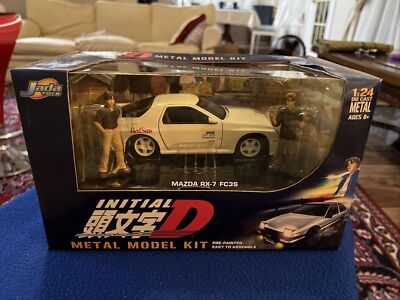 INITIAL D METAL MODEL KIT
Jada
TOYS
1:24
DIE CAST
METAL
AGES 8+
RedSuns
MAZDA RX-7 FC3S
INITIAL
頭文字D
METAL MODEL KIT
PRE-PAINTED
EASY TO ASSEMBLE